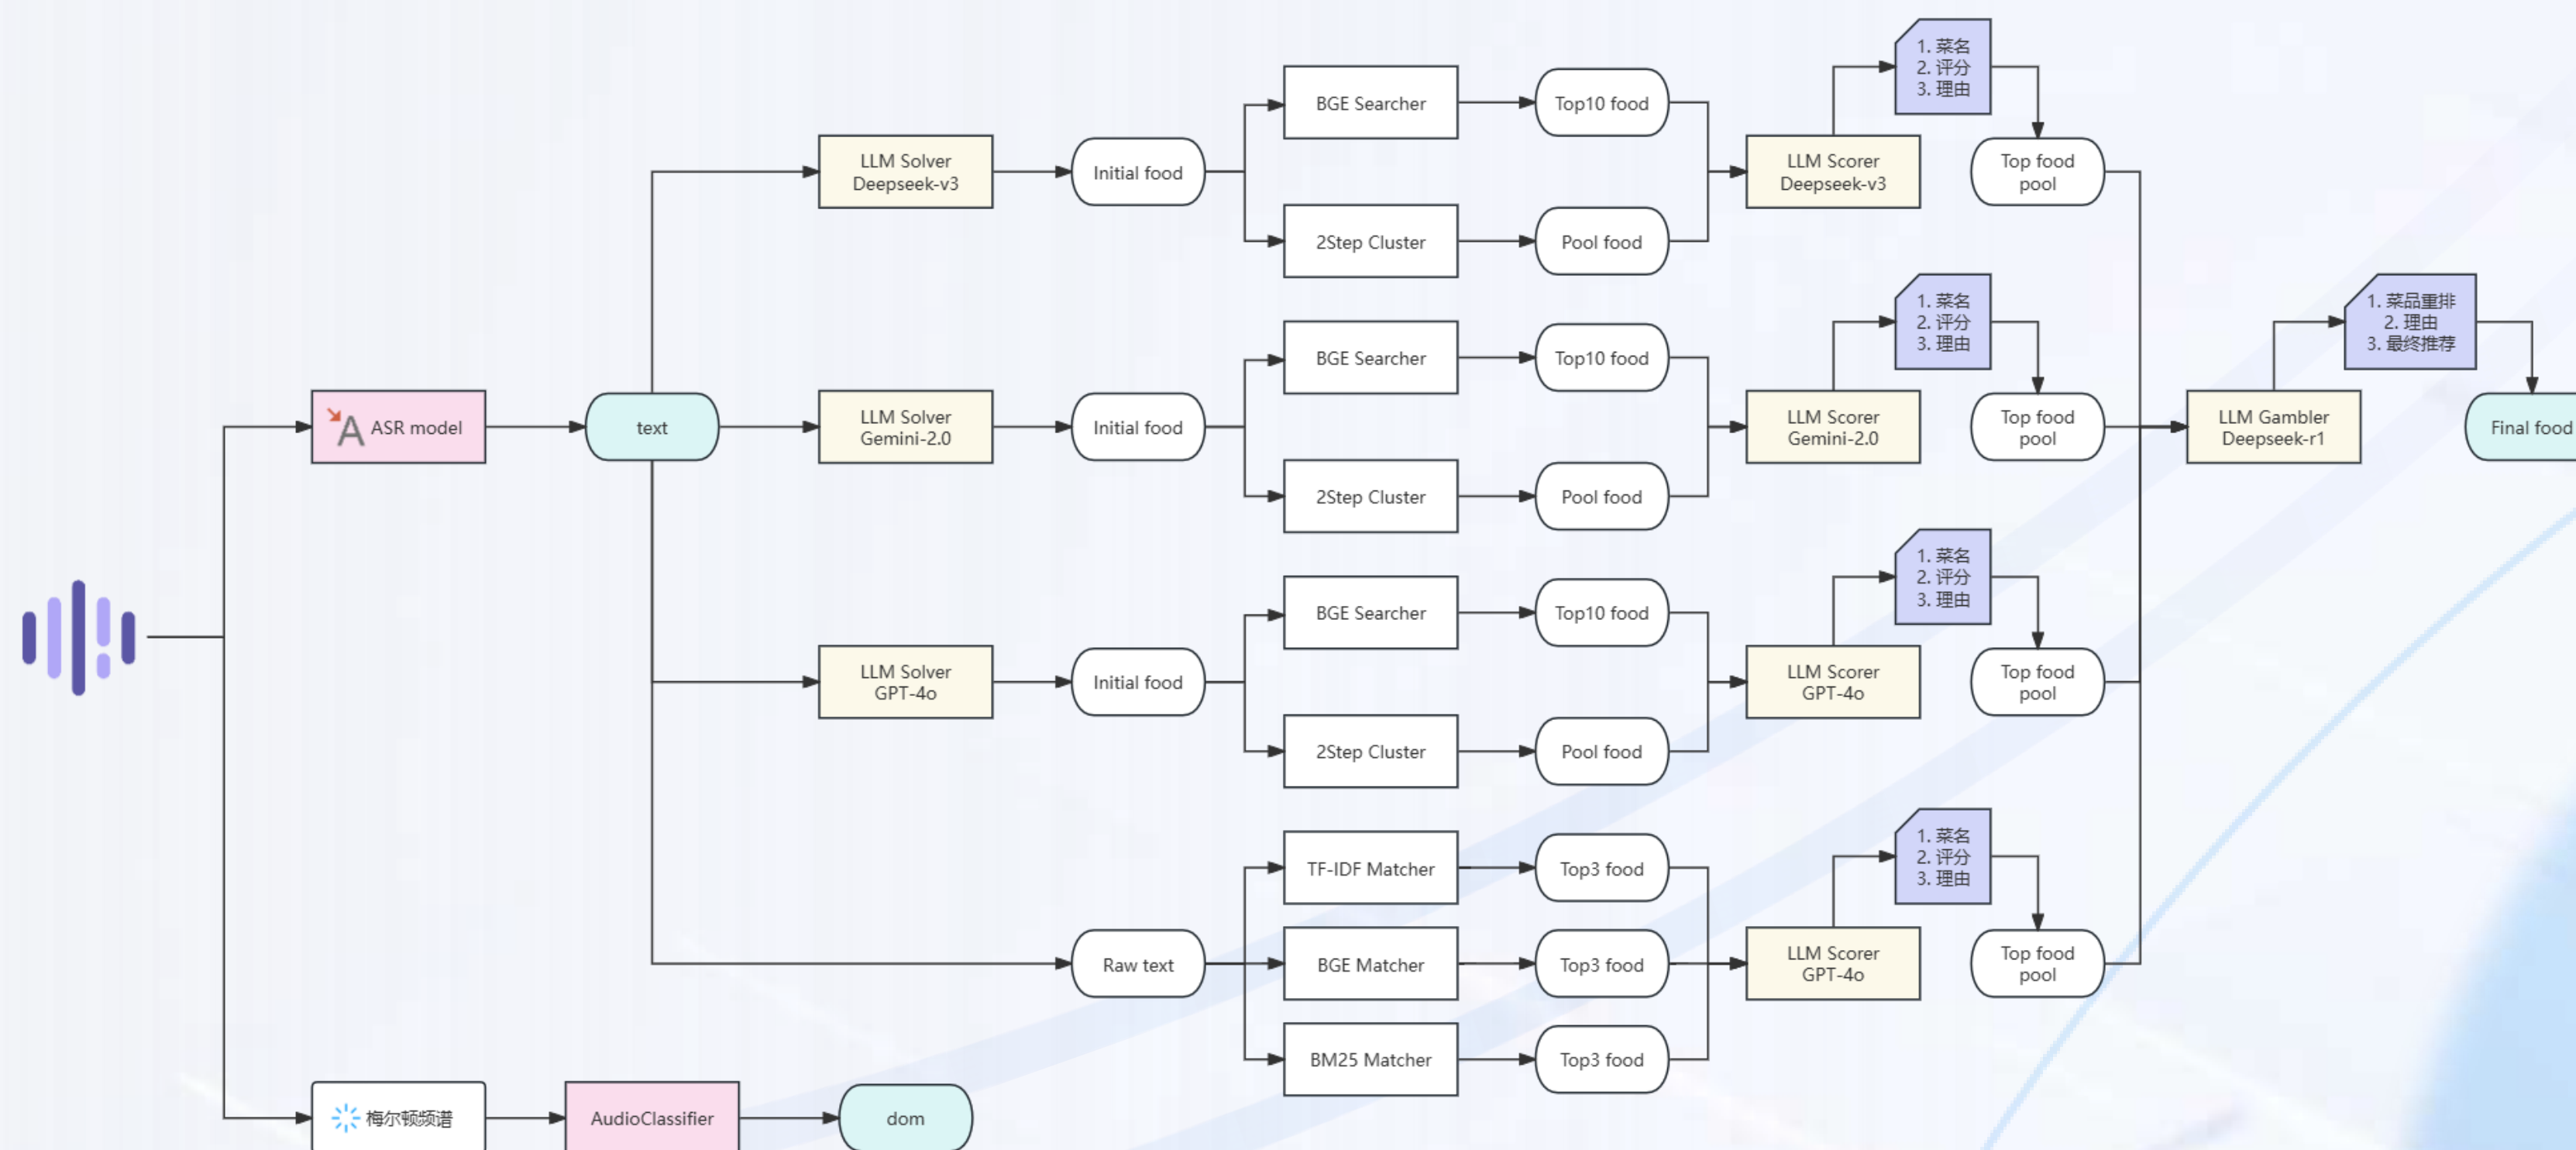 1. 菜名
2. 评分
3. 理由
BGE Searcher
Top10 food
LLM Solver
Deepseek-v3
Initial food
LLM Scorer
Deepseek-v3
Top food
pool
2Step Cluster
Pool food
1. 菜名
2. 评分
3. 理由
1. 菜品重排
2. 理由
3. 最终推荐
BGE Searcher
Top10 food
A ASR model
text
LLM Solver
Gemini-2.0
Initial food
LLM Scorer
Gemini-2.0
Top food
pool
LLM Gambler
Deepseek-r1
Final food
2Step Cluster
Pool food
1. 菜名
2. 评分
3. 理由
BGE Searcher
Top10 food
LLM Solver
GPT-4o
Initial food
LLM Scorer
GPT-4o
Top food
pool
2Step Cluster
Pool food
1. 菜名
2. 评分
3. 理由
TF-IDF Matcher
Top3 food
Raw text
BGE Matcher
Top3 food
LLM Scorer
GPT-4o
Top food
pool
BM25 Matcher
Top3 food
梅尔顿频谱
AudioClassifier
dom